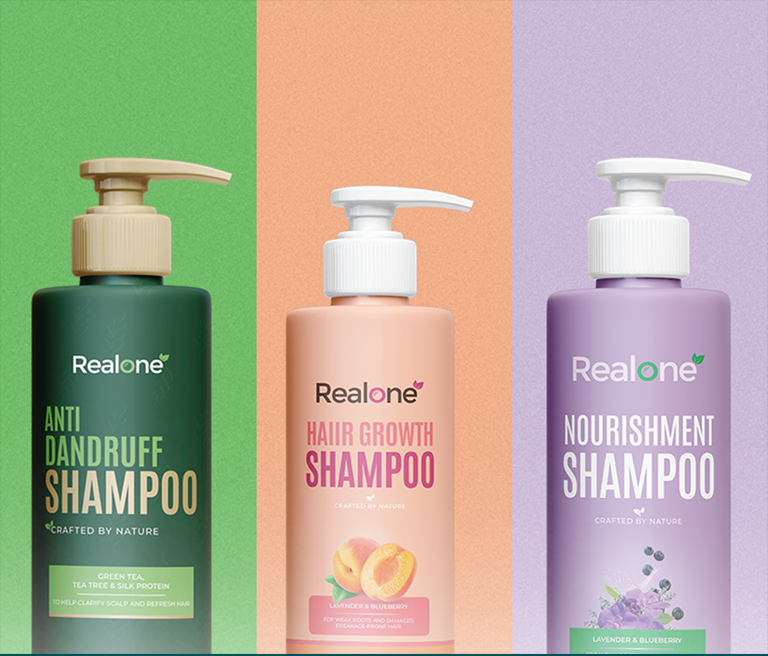 Realone
ANTI
DANDRUFF
SHAMPOO
CRAFTED BY NATURE
GREEN TEA,
TEA TREE & SILK PROTEIN
TO HELP CLARIFY SCALP AND REFRESH HAIR
Realone
HAIIR GROWTH
SHAMPOO
CRAFTED BY NATURE
LAVENDER & BLUEBERRY
FOR WEAK ROOTS AND DAMAGED,
BREAKAGE-PRONE HAIR.
Realone
NOURISHMENT
SHAMPOO
CRAFTED BY NATURE
LAVENDER & BLUEBERRY